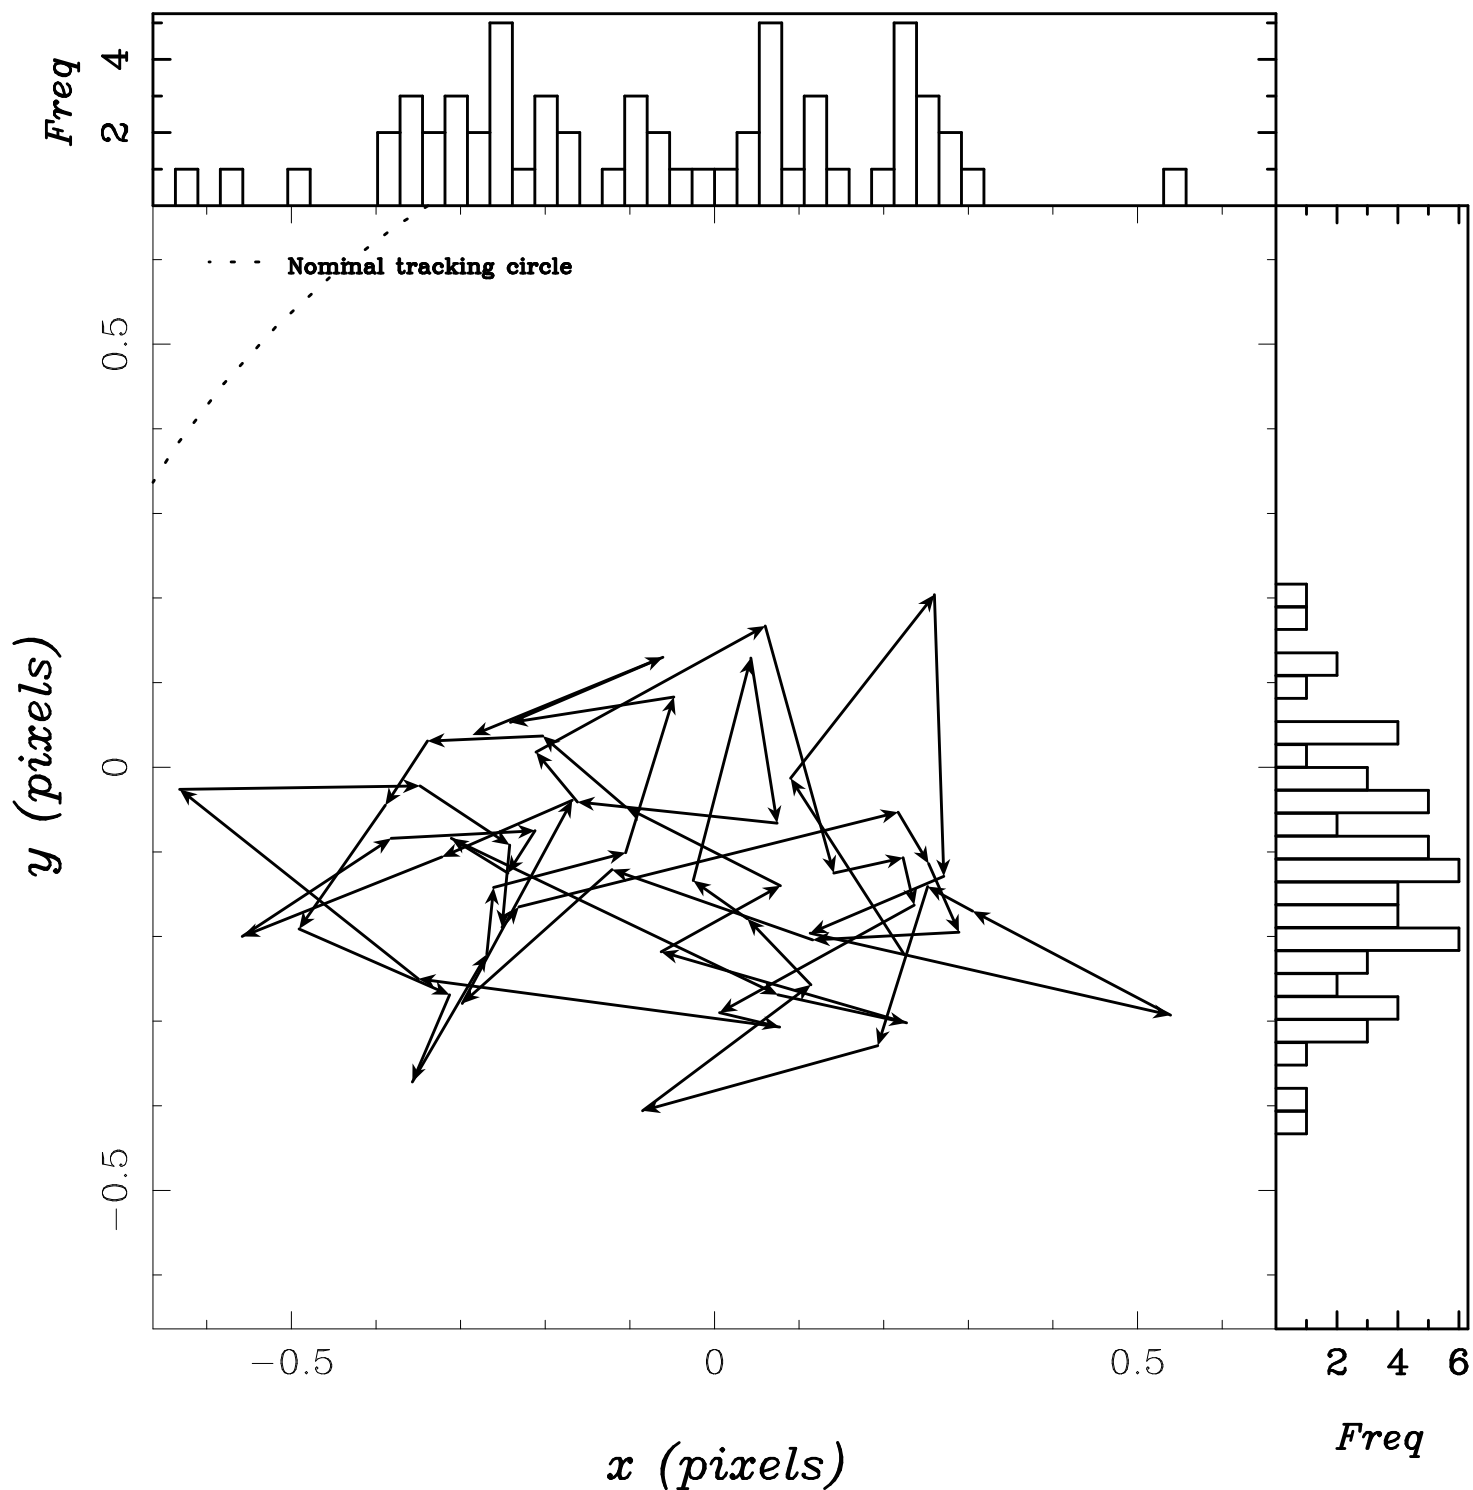 Freq
4
2
Nominal tracking circle
0.5
0
−0.5
y (pixels)
−0.5 0 0.5
x (pixels)
2 4 6
Freq